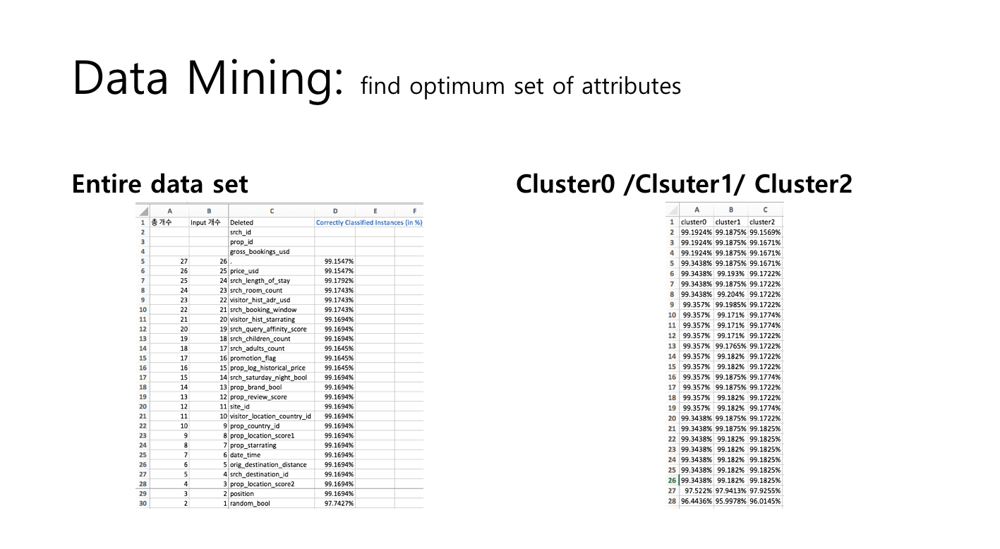 Data Mining: find optimum set of attributes
Entire data set
A B C D E F
1 총 개수 Input 개수 Deleted Correctly Classified Instances (in %)
2 srch_id
3 prop_id
4 gross_bookings_usd
5 27 26 . 99.1547%
6 26 25 price_usd 99.1547%
7 25 24 srch_length_of_stay 99.1792%
8 24 23 srch_room_count 99.1743%
9 23 22 visitor_hist_adr_usd 99.1743%
10 22 21 srch_booking_window 99.1743%
11 21 20 visitor_hist_starrating 99.1694%
12 20 19 srch_query_affinity_score 99.1694%
13 19 18 srch_children_count 99.1694%
14 18 17 srch_adults_count 99.1645%
15 17 16 promotion_flag 99.1645%
16 16 15 prop_log_historical_price 99.1645%
17 15 14 srch_saturday_night_bool 99.1694%
18 14 13 prop_brand_bool 99.1694%
19 13 12 prop_review_score 99.1694%
20 12 11 site_id 99.1694%
21 11 10 visitor_location_country_id 99.1694%
22 10 9 prop_country_id 99.1694%
23 9 8 prop_location_score1 99.1694%
24 8 7 prop_starrating 99.1694%
25 7 6 date_time 99.1694%
26 6 5 orig_destination_distance 99.1694%
27 5 4 srch_destination_id 99.1694%
28 4 3 prop_location_score2 99.1694%
29 3 2 position 99.1694%
30 2 1 random_bool 97.7427%
Cluster0 /Clsuter1/ Cluster2
A B C
1 cluster0 cluster1 cluster2
2 99.1924% 99.1875% 99.1569%
3 99.1924% 99.1875% 99.1671%
4 99.1924% 99.1875% 99.1671%
5 99.3438% 99.1875% 99.1671%
6 99.3438% 99.193% 99.1722%
7 99.3438% 99.1875% 99.1722%
8 99.3438% 99.204% 99.1722%
9 99.357% 99.1985% 99.1722%
10 99.357% 99.171% 99.1774%
11 99.357% 99.171% 99.1774%
12 99.357% 99.171% 99.1722%
13 99.357% 99.1765% 99.1722%
14 99.357% 99.182% 99.1722%
15 99.357% 99.182% 99.1722%
16 99.357% 99.1875% 99.1774%
17 99.357% 99.1875% 99.1722%
18 99.357% 99.182% 99.1722%
19 99.357% 99.182% 99.1774%
20 99.3438% 99.1875% 99.1722%
21 99.3438% 99.1875% 99.1825%
22 99.3438% 99.182% 99.1825%
23 99.3438% 99.182% 99.1825%
24 99.3438% 99.182% 99.1825%
25 99.3438% 99.182% 99.1825%
26 99.3438% 99.182% 99.1825%
27 97.522% 97.9413% 97.9255%
28 96.4436% 95.9978% 96.0145%